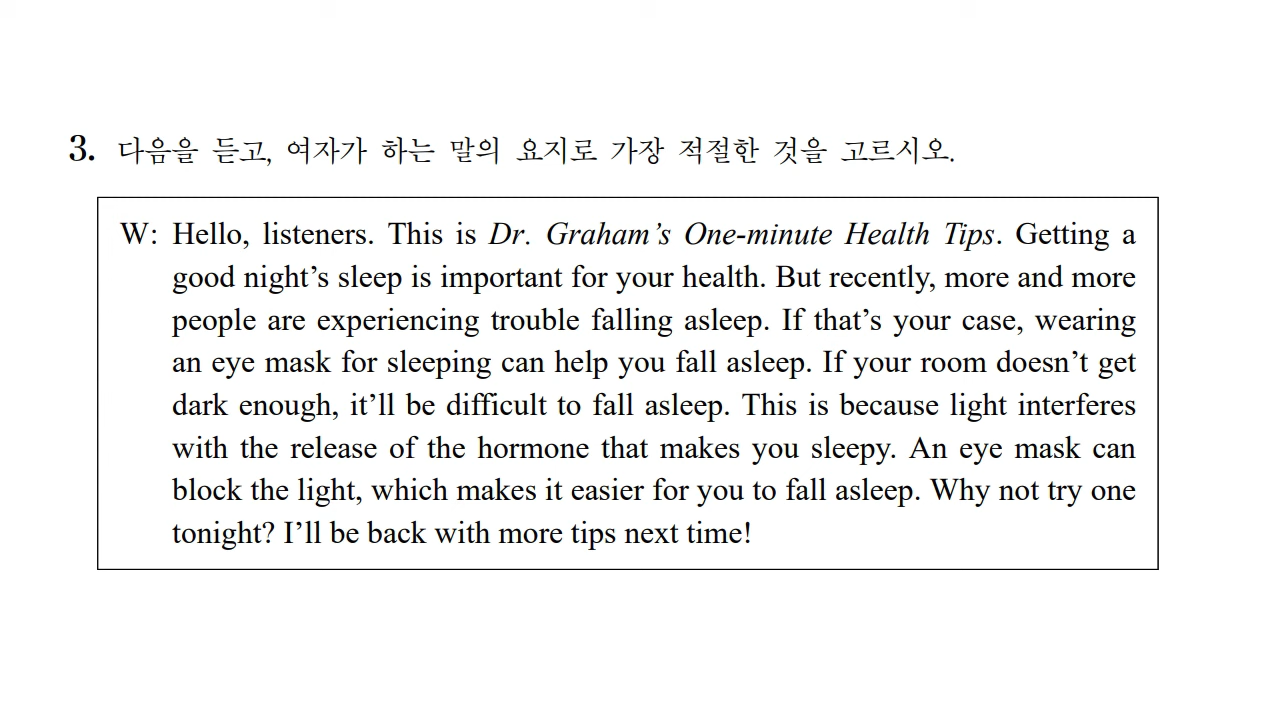 3. 다음을 듣고, 여자가 하는 말의 요지로 가장 적절한 것을 고르시오.
W: Hello, listeners. This is Dr. Graham’s One-minute Health Tips. Getting a
good night’s sleep is important for your health. But recently, more and more
people are experiencing trouble falling asleep. If that’s your case, wearing
an eye mask for sleeping can help you fall asleep. If your room doesn’t get
dark enough, it’ll be difficult to fall asleep. This is because light interferes
with the release of the hormone that makes you sleepy. An eye mask can
block the light, which makes it easier for you to fall asleep. Why not try one
tonight? I’ll be back with more tips next time!